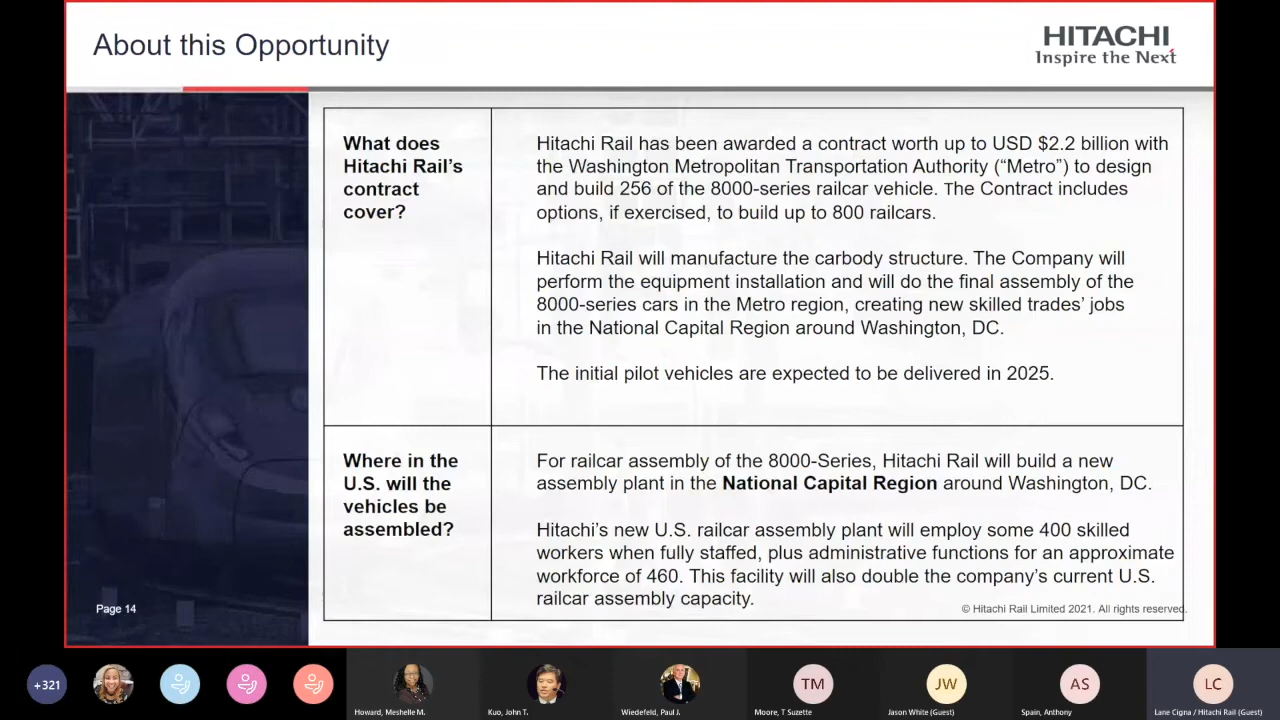 About this Opportunity
HITACHI
Inspire the Next
What does
Hitachi Rail's
contract
cover?
Hitachi Rail has been awarded a contract worth up to USD $2.2 billion with
the Washington Metropolitan Transportation Authority (“Metro”) to design
and build 256 of the 8000-series railcar vehicle. The Contract includes
options, if exercised, to build up to 800 railcars.
Hitachi Rail will manufacture the carbody structure. The Company will
perform the equipment installation and will do the final assembly of the
8000-series cars in the Metro region, creating new skilled trades’ jobs
in the National Capital Region around Washington, DC.
The initial pilot vehicles are expected to be delivered in 2025.
Where in the
U.S. will the
vehicles be
assembled?
For railcar assembly of the 8000-Series, Hitachi Rail will build a new
assembly plant in the National Capital Region around Washington, DC.
Hitachi’s new U.S. railcar assembly plant will employ some 400 skilled
workers when fully staffed, plus administrative functions for an approximate
workforce of 460. This facility will also double the company’s current U.S.
railcar assembly capacity.
Page 14
© Hitachi Rail Limited 2021. All rights reserved.
+321
TM
JW
AS
LC
Howard, Meshelle M.
Kuo, John T.
Wiedefeld, Paul J.
Moore, T Suzette
Jason White (Guest)
Spain, Anthony
Lane Cigna / Hitachi Rail (Guest)